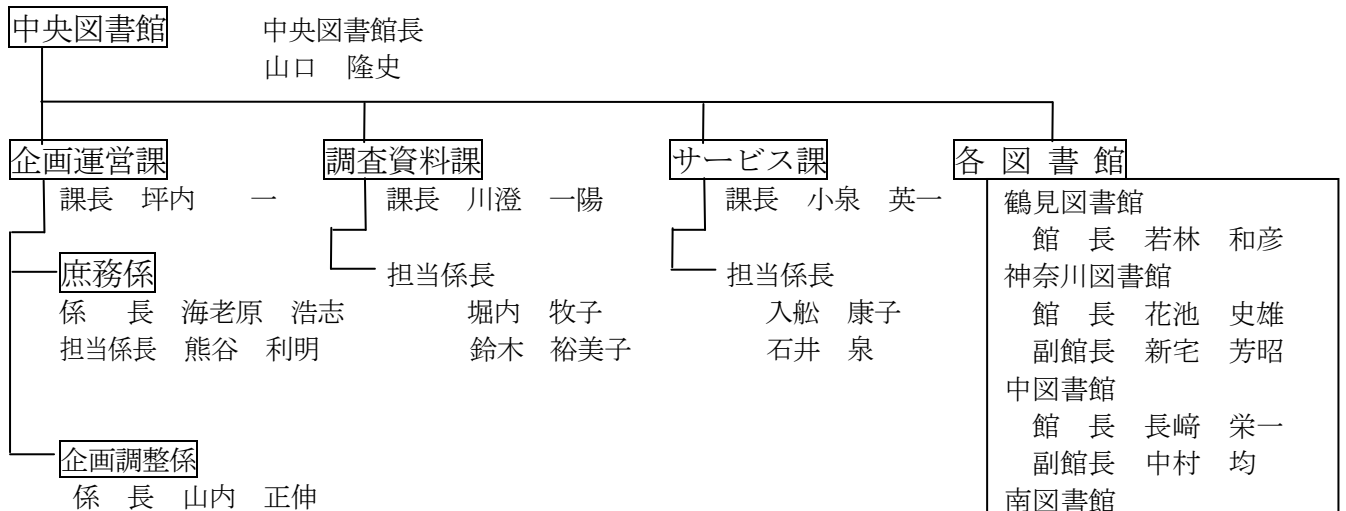 中央図書館
中央図書館長
山口 隆史
企画運営課
課長 坪内 一
庶務係
係 長 海老原 浩志
担当係長 熊谷 利明
企画調整係
係 長 山内 正伸
調査資料課
課長 川澄 一陽
担当係長
堀内 牧子
鈴木 裕美子
サービス課
課長 小泉 英一
担当係長
入舩 康子
石井 泉
各 図 書 館
鶴見図書館
館 長 若林 和彦
神奈川図書館
館 長 花池 史雄
副館長 新宅 芳昭
中図書館
館 長 長﨑 栄一
副館長 中村 均
南図書館